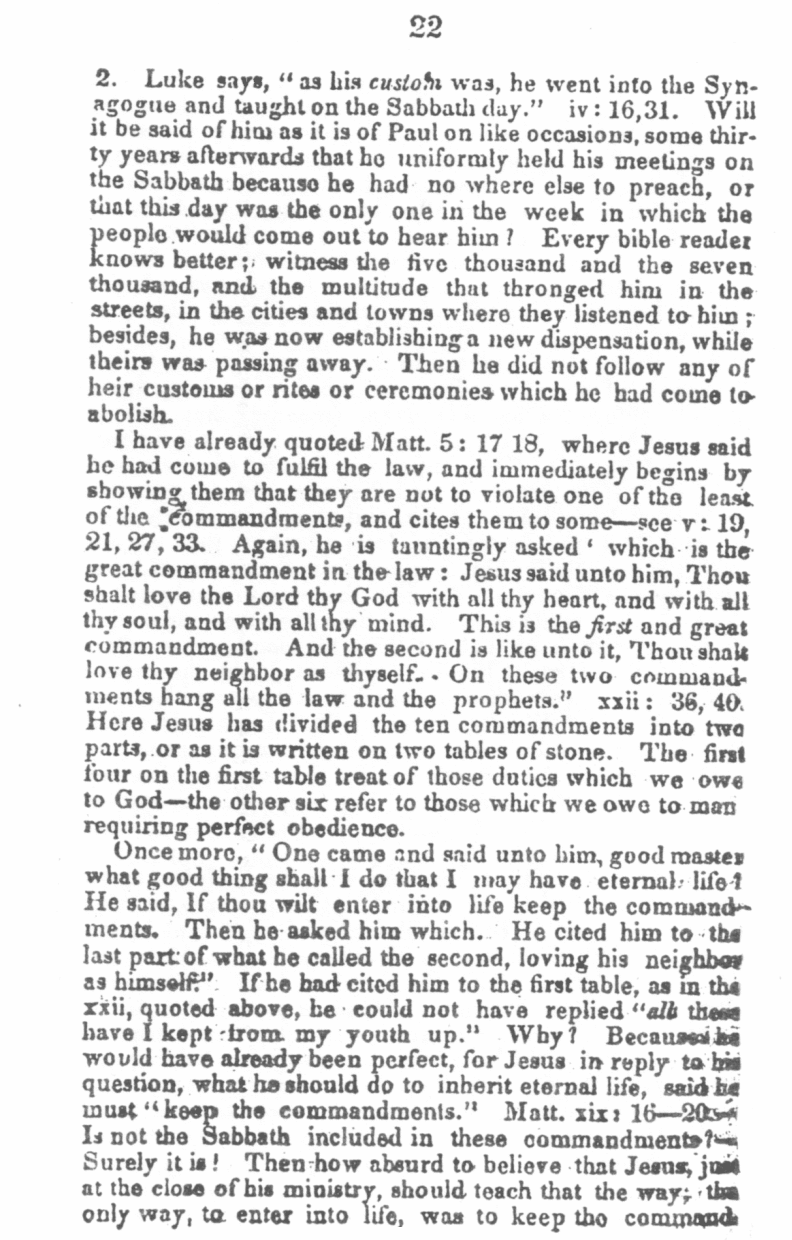 22
2. Luke says, "as his custom was, he went into the Syn-
agogue and taught on the Sabbath day." iv: 16,31. Will
it be said of him as it is of Paul on like occasions, some thir-
ty years afterwards that he uniformly held his meetings on
the Sabbath because he had no where else to preach, or
that this day was the only one in the week in which the
people would come out to hear him? Every bible reader
knows better; witness the five thousand and the seven
thousand, and the multitude that thronged him in the
streets, in the cities and towns where they listened to him;
besides, he was now establishing a new dispensation, while
theirs was passing away. Then he did not follow any of
heir customs or rites or ceremonies which he had come to
abolish.
I have already quoted Matt. 5: 17 18, where Jesus said
he had come to fulfil the law, and immediately begins by
showing them that they are not to violate one of the least
of the commandments, and cites them to some—see v: 19,
21, 27, 33. Again, he is tauntingly asked ' which is the
great commandment in the law: Jesus said unto him, Thou
shalt love the Lord thy God with all thy heart, and with all
thy soul, and with all thy mind. This is the first and great
commandment. And the second is like unto it, Thou shalt
love thy neighbor as thyself. On these two command-
ments hang all the law and the prophets." xxii: 36, 40.
Here Jesus has divided the ten commandments into two
parts, or as it is written on two tables of stone. The first
four on the first table treat of those duties which we owe
to God—the other six refer to those which we owe to man
requiring perfect obedience.
Once more, "One came and said unto him, good master
what good thing shall I do that I may have eternal life?
He said, If thou wilt enter into life keep the command-
ments. Then he asked him which. He cited him to the
last part of what he called the second, loving his neighbor
as himself." If he had cited him to the first table, as in the
xxii, quoted above, he could not have replied "all these
have I kept from my youth up." Why? Because he
would have already been perfect, for Jesus in reply to his
question, what he should do to inherit eternal life, said he
must "keep the commandments." Matt. xix: 16—20.
Is not the Sabbath included in these commandments?
Surely it is! Then how absurd to believe that Jesus, just
at the close of his ministry, should teach that the way, the
only way, to enter into life, was to keep the command-